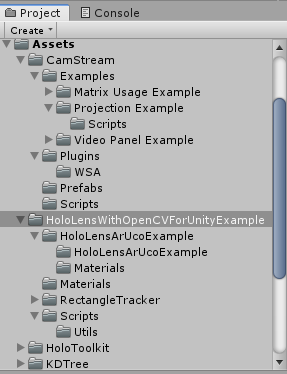 Project Console
Create
Assets
CamStream
Examples
Matrix Usage Example
Projection Example
Scripts
Video Panel Example
Plugins
WSA
Prefabs
Scripts
HoloLensWithOpenCVForUnityExample
HoloLensArUcoExample
HoloLensArUcoExample
Materials
Materials
RectangleTracker
Scripts
Utils
HoloToolkit
KDTree